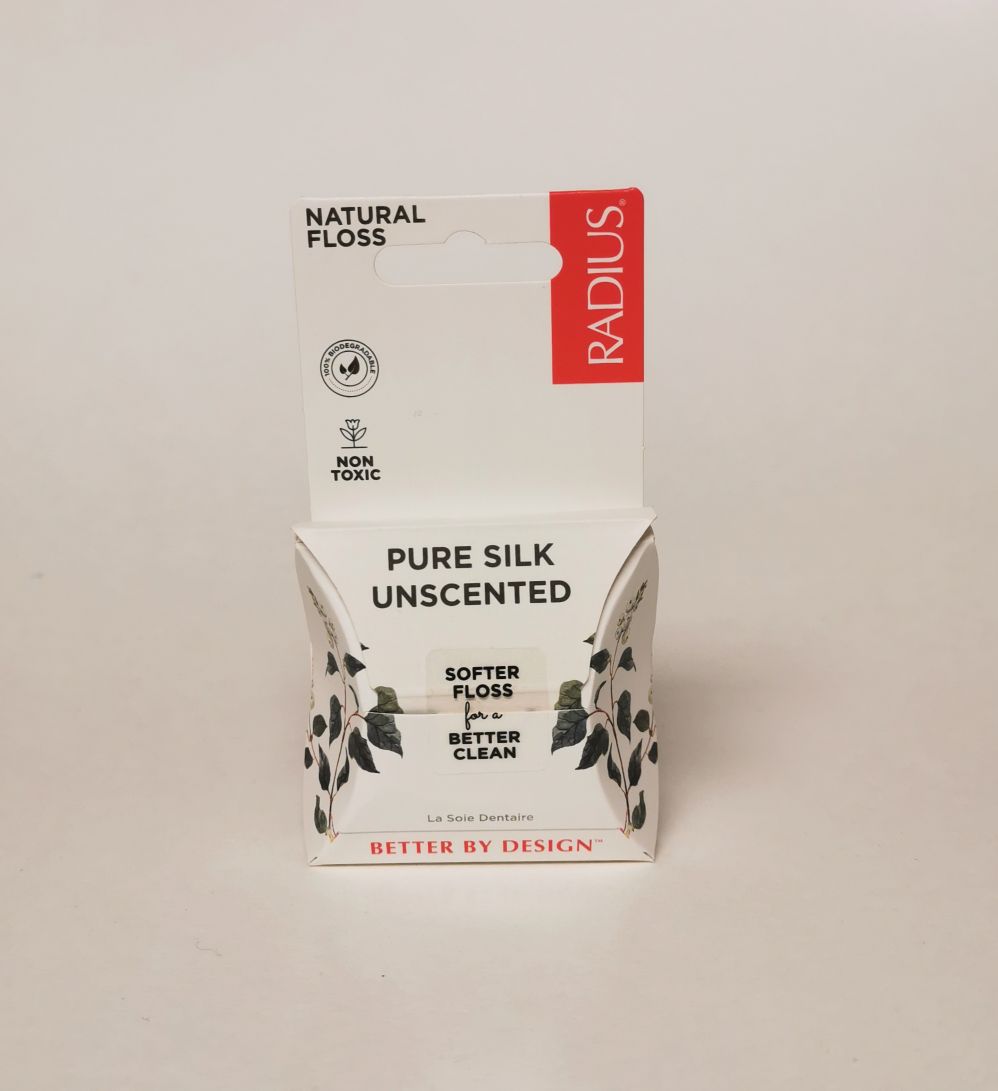 NATURAL
FLOSS
RADIUS®
100% BIODEGRADABLE
NON
TOXIC
PURE SILK
UNSCENTED
SOFTER
FLOSS
for a
BETTER
CLEAN
La Soie Dentaire
BETTER BY DESIGN™